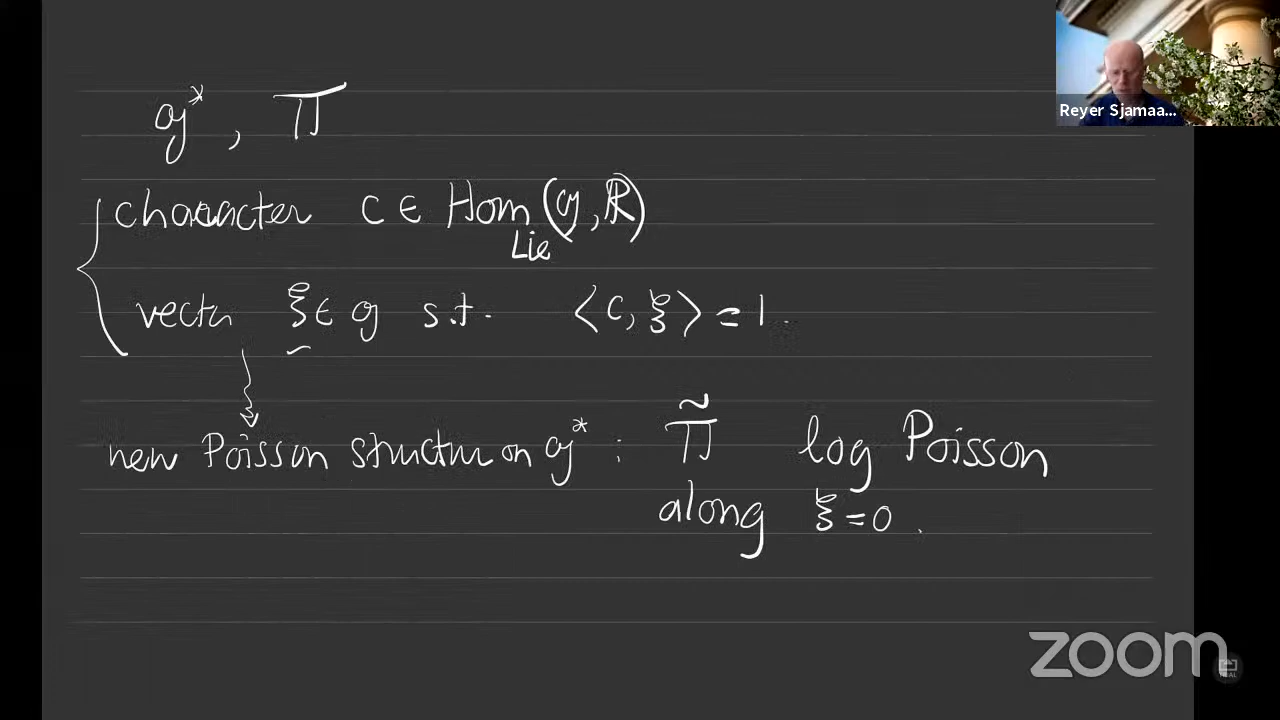 Reyer Sjamaa...
𝔤*, π
character c ∈ Hom_Lie(𝔤, ℝ)
vector ξ ∈ 𝔤 s.t. ⟨c, ξ⟩ = 1.
new Poisson structure on 𝔤* : π̃ log Poisson
along ξ = 0.
zoom